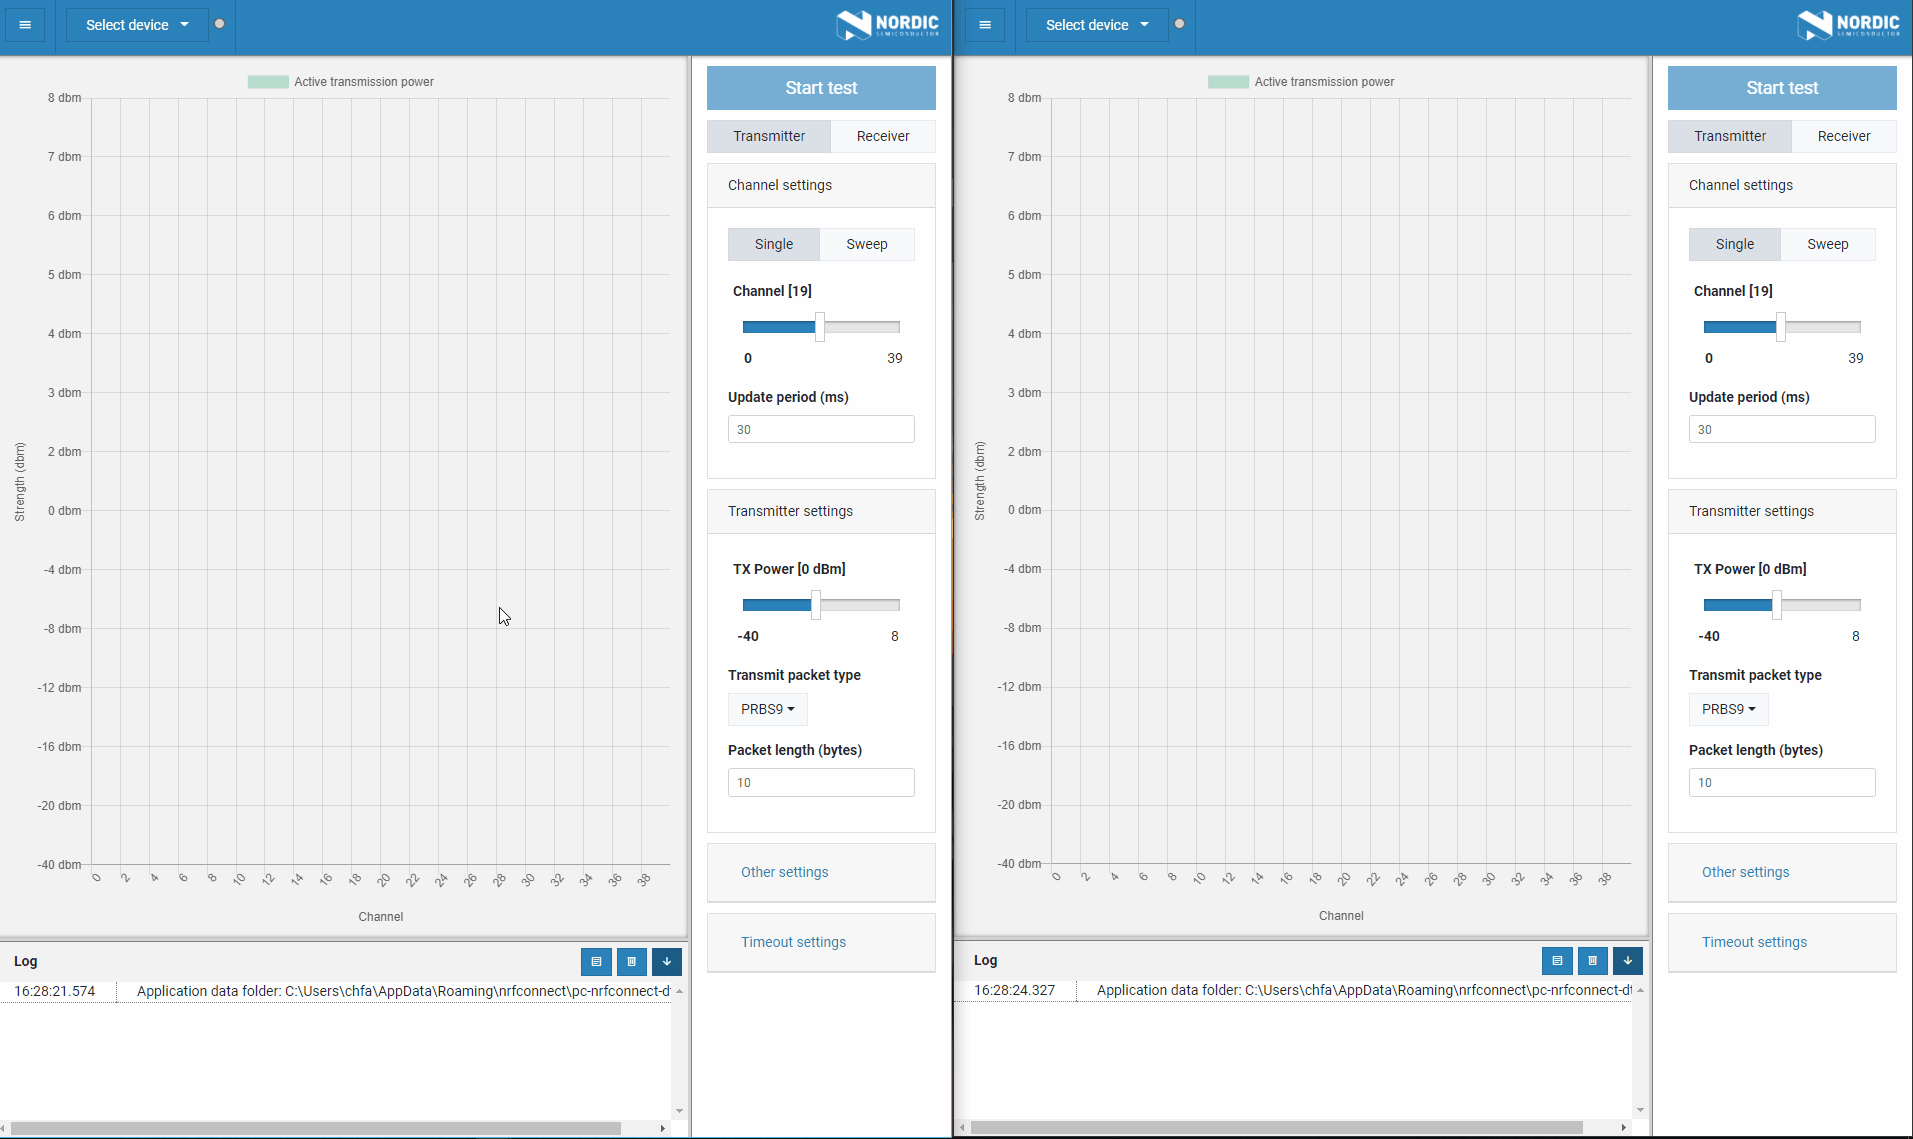 Select device
NORDIC
SEMICONDUCTOR
Active transmission power
8 dbm
7 dbm
6 dbm
5 dbm
4 dbm
3 dbm
2 dbm
0 dbm
-4 dbm
-8 dbm
-12 dbm
-16 dbm
-20 dbm
-40 dbm
Strength (dbm)
0 2 4 6 8 10 12 14 16 18 20 22 24 26 28 30 32 34 36 38
Channel
Start test
Transmitter Receiver
Channel settings
Single Sweep
Channel [19]
0 39
Update period (ms)
30
Transmitter settings
TX Power [0 dBm]
-40 8
Transmit packet type
PRBS9
Packet length (bytes)
10
Other settings
Timeout settings
Log
16:28:21.574 Application data folder: C:\Users\chfa\AppData\Roaming\nrfconnect\pc-nrfconnect-d
Select device
NORDIC
SEMICONDUCTOR
Active transmission power
8 dbm
7 dbm
6 dbm
5 dbm
4 dbm
3 dbm
2 dbm
0 dbm
-4 dbm
-8 dbm
-12 dbm
-16 dbm
-20 dbm
-40 dbm
Strength (dbm)
0 2 4 6 8 10 12 14 16 18 20 22 24 26 28 30 32 34 36 38
Channel
Start test
Transmitter Receiver
Channel settings
Single Sweep
Channel [19]
0 39
Update period (ms)
30
Transmitter settings
TX Power [0 dBm]
-40 8
Transmit packet type
PRBS9
Packet length (bytes)
10
Other settings
Timeout settings
Log
16:28:24.327 Application data folder: C:\Users\chfa\AppData\Roaming\nrfconnect\pc-nrfconnect-dt